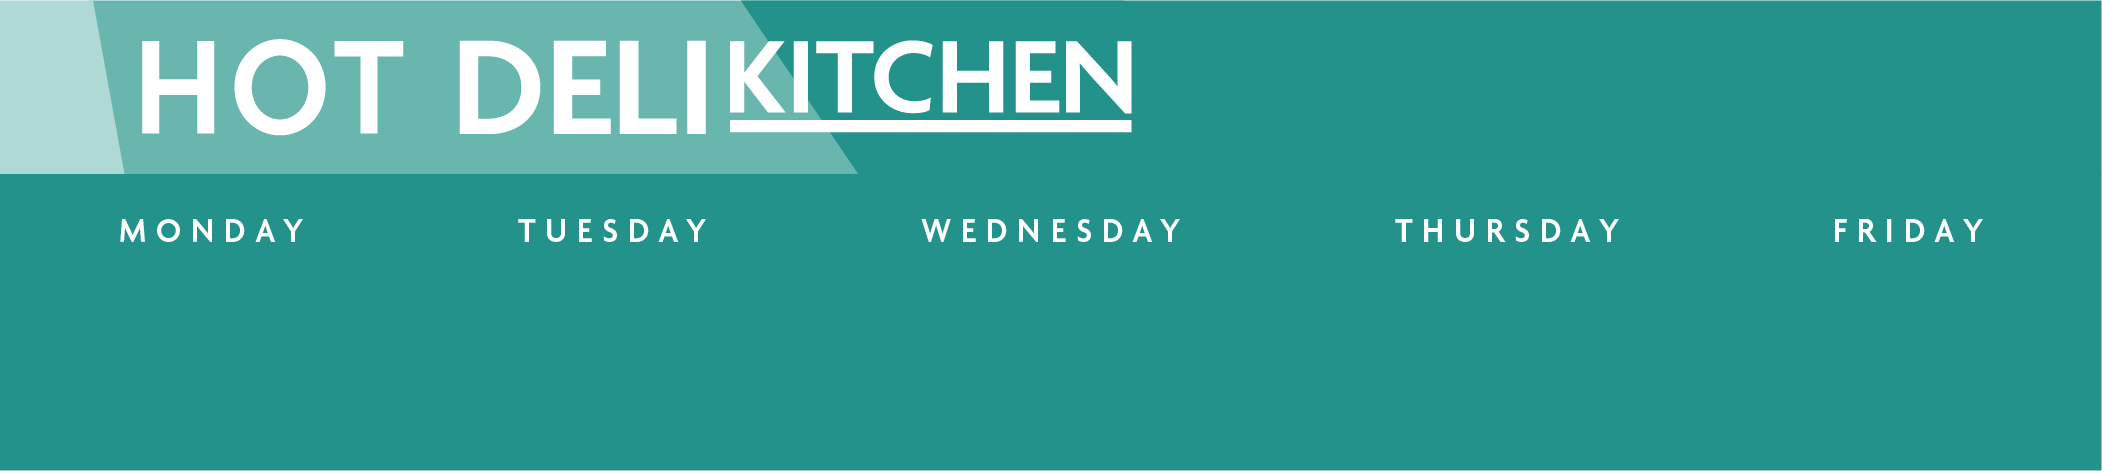 HOT DELI KITCHEN
MONDAY TUESDAY WEDNESDAY THURSDAY FRIDAY